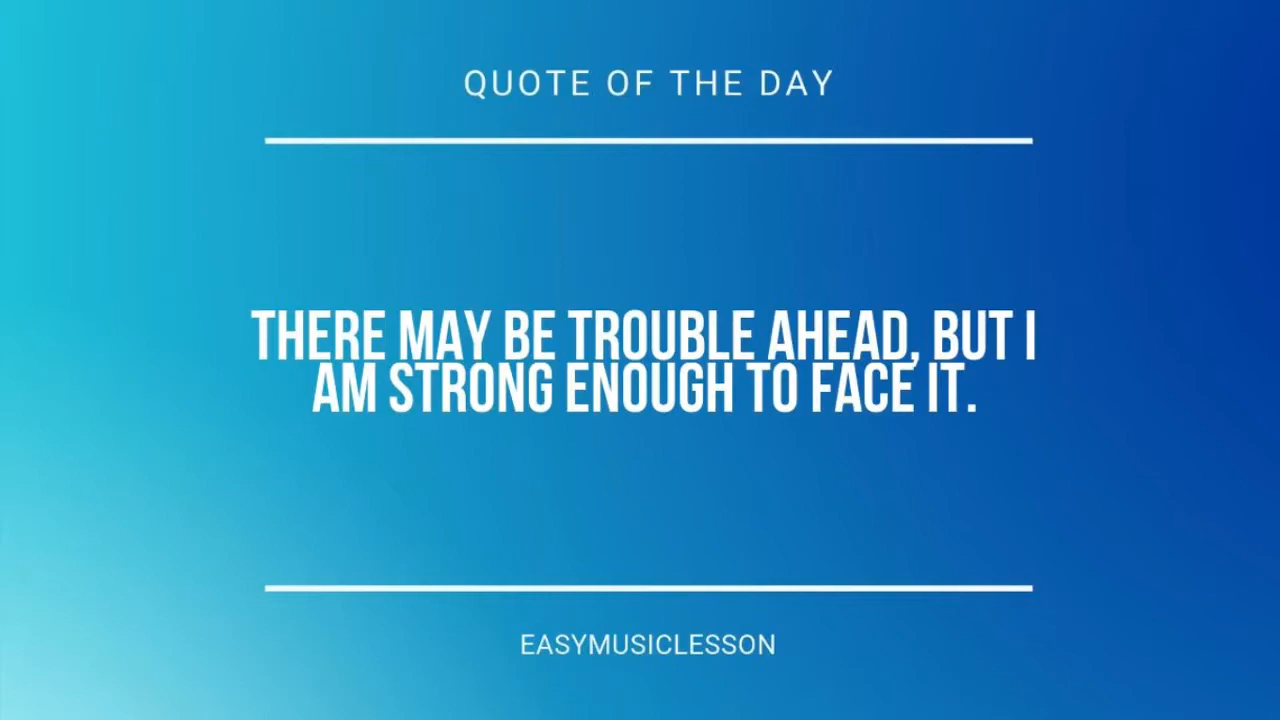 QUOTE OF THE DAY
THERE MAY BE TROUBLE AHEAD, BUT I
AM STRONG ENOUGH TO FACE IT.
EASYMUSICLESSON